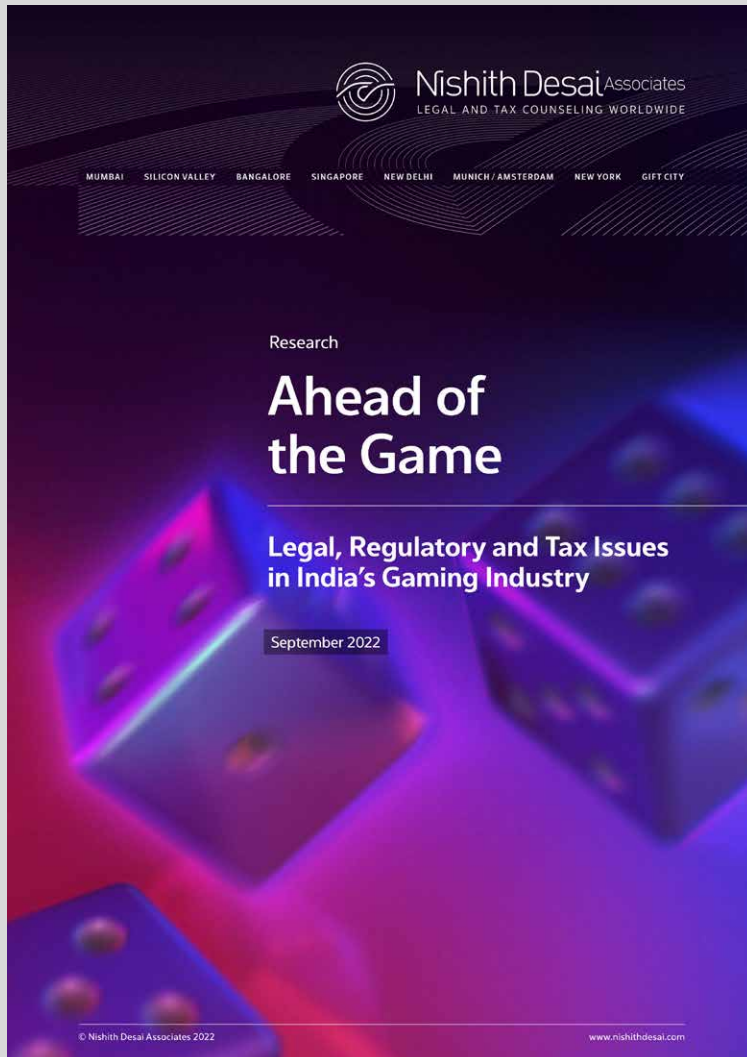 Nishith Desai Associates
LEGAL AND TAX COUNSELING WORLDWIDE
MUMBAI SILICON VALLEY BANGALORE SINGAPORE NEW DELHI MUNICH / AMSTERDAM NEW YORK GIFT CITY
Research
Ahead of
the Game
Legal, Regulatory and Tax Issues
in India’s Gaming Industry
September 2022
© Nishith Desai Associates 2022 www.nishithdesai.com